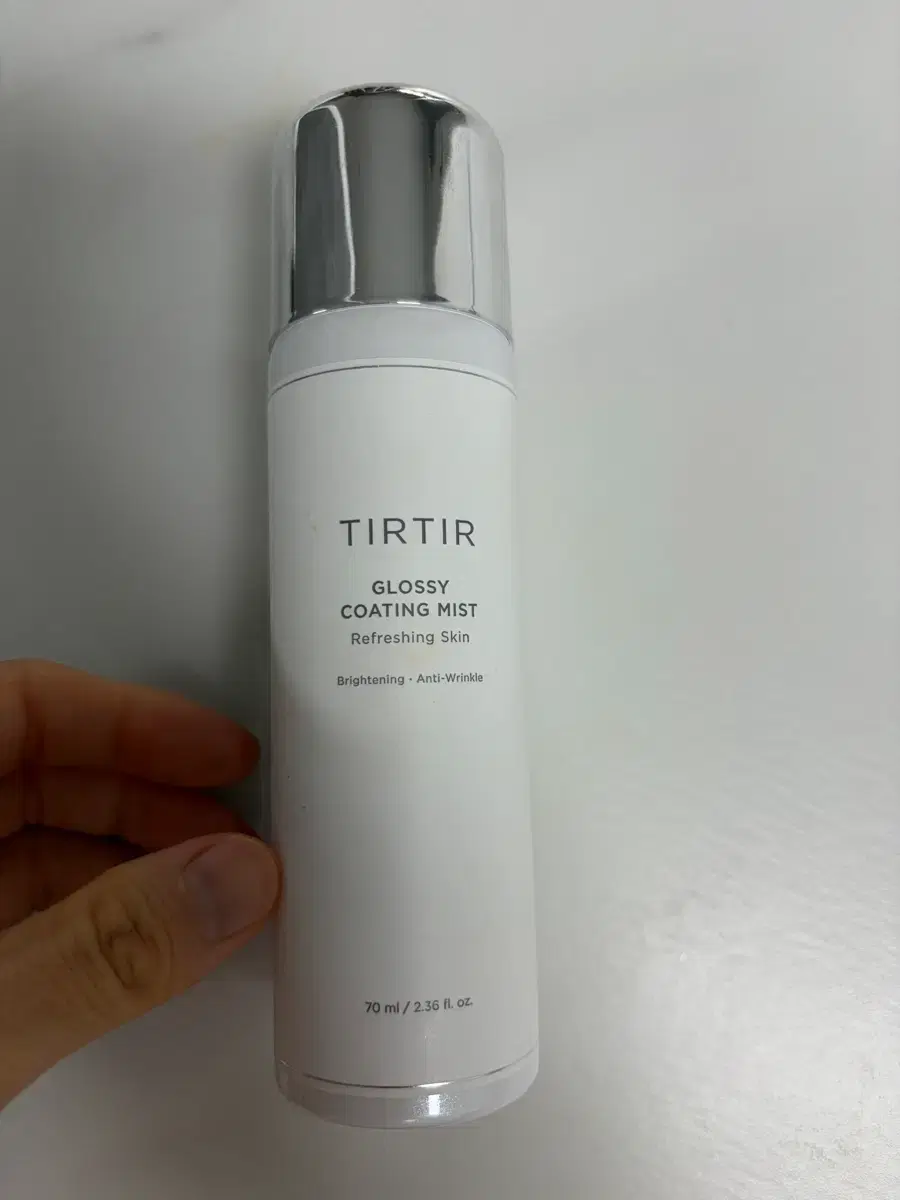 TIRTIR
GLOSSY
COATING MIST
Refreshing Skin
Brightening · Anti-Wrinkle
70 ml / 2.36 fl. oz.